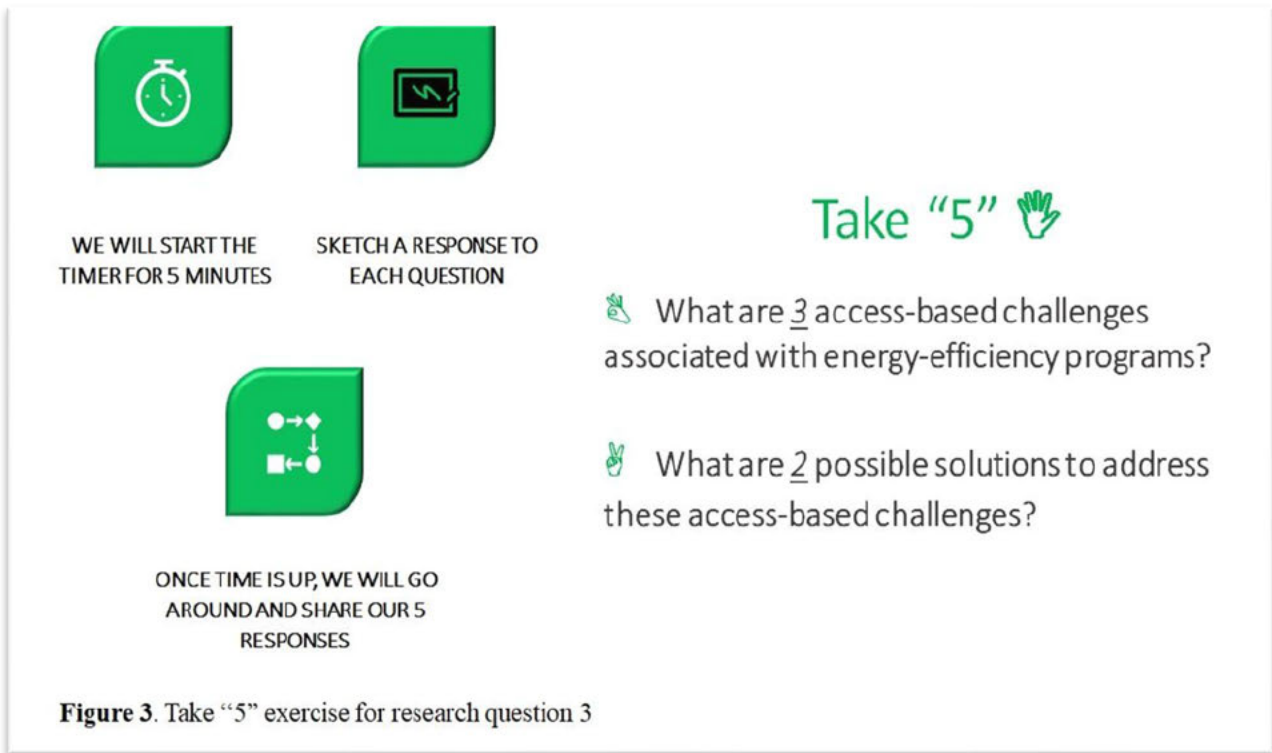 WE WILL START THE
TIMER FOR 5 MINUTES
SKETCH A RESPONSE TO
EACH QUESTION
ONCE TIME IS UP, WE WILL GO
AROUND AND SHARE OUR 5
RESPONSES
Take “5”
What are 3 access-based challenges
associated with energy-efficiency programs?
What are 2 possible solutions to address
these access-based challenges?
Figure 3. Take “5” exercise for research question 3